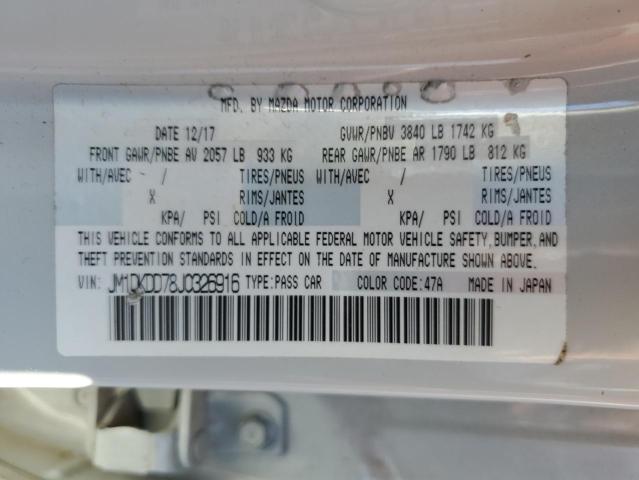 MFD. BY MAZDA MOTOR CORPORATION
DATE 12/17 GVWR/PNBV 3840 LB 1742 KG
FRONT GAWR/PNBE AV 2057 LB 933 KG REAR GAWR/PNBE AR 1790 LB 812 KG
WITH/AVEC / TIRES/PNEUS WITH/AVEC / TIRES/PNEUS
X RIMS/JANTES X RIMS/JANTES
KPA/ PSI COLD/A FROID KPA/ PSI COLD/A FROID
THIS VEHICLE CONFORMS TO ALL APPLICABLE FEDERAL MOTOR VEHICLE SAFETY, BUMPER, AND
THEFT PREVENTION STANDARDS IN EFFECT ON THE DATE OF MANUFACTURE SHOWN ABOVE.
VIN: JM1DKDD78J0326916 TYPE:PASS CAR COLOR CODE:47A MADE IN JAPAN